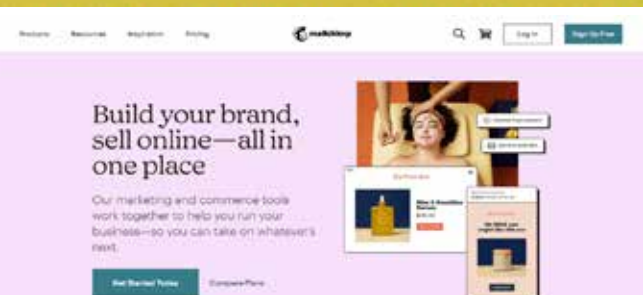 Products Resources Inspiration Pricing mailchimp Log In Sign Up Free
Build your brand,
sell online—all in
one place
Our marketing and commerce tools
work together to help you run your
business—so you can take on whatever's
next.
Get Started Today Compare Plans